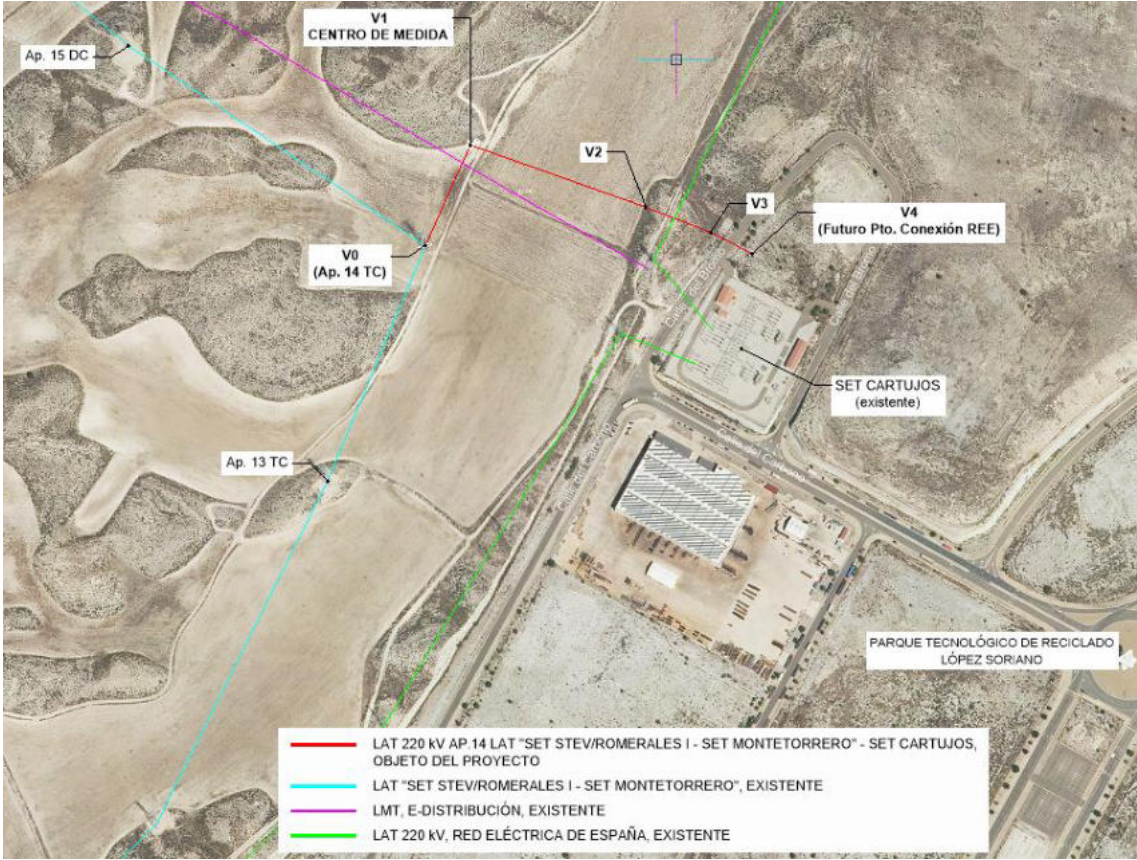 V1
CENTRO DE MEDIDA
Ap. 15 DC
V2
V3
V4
(Futuro Pto. Conexión REE)
V0
(Ap. 14 TC)
SET CARTUJOS
(existente)
Ap. 13 TC
PARQUE TECNOLÓGICO DE RECICLADO
LÓPEZ SORIANO
LAT 220 kV AP.14 LAT "SET STEV/ROMERALES I - SET MONTETORRERO" - SET CARTUJOS,
OBJETO DEL PROYECTO
LAT "SET STEV/ROMERALES I - SET MONTETORRERO", EXISTENTE
LMT, E-DISTRIBUCIÓN, EXISTENTE
LAT 220 kV, RED ELÉCTRICA DE ESPAÑA, EXISTENTE